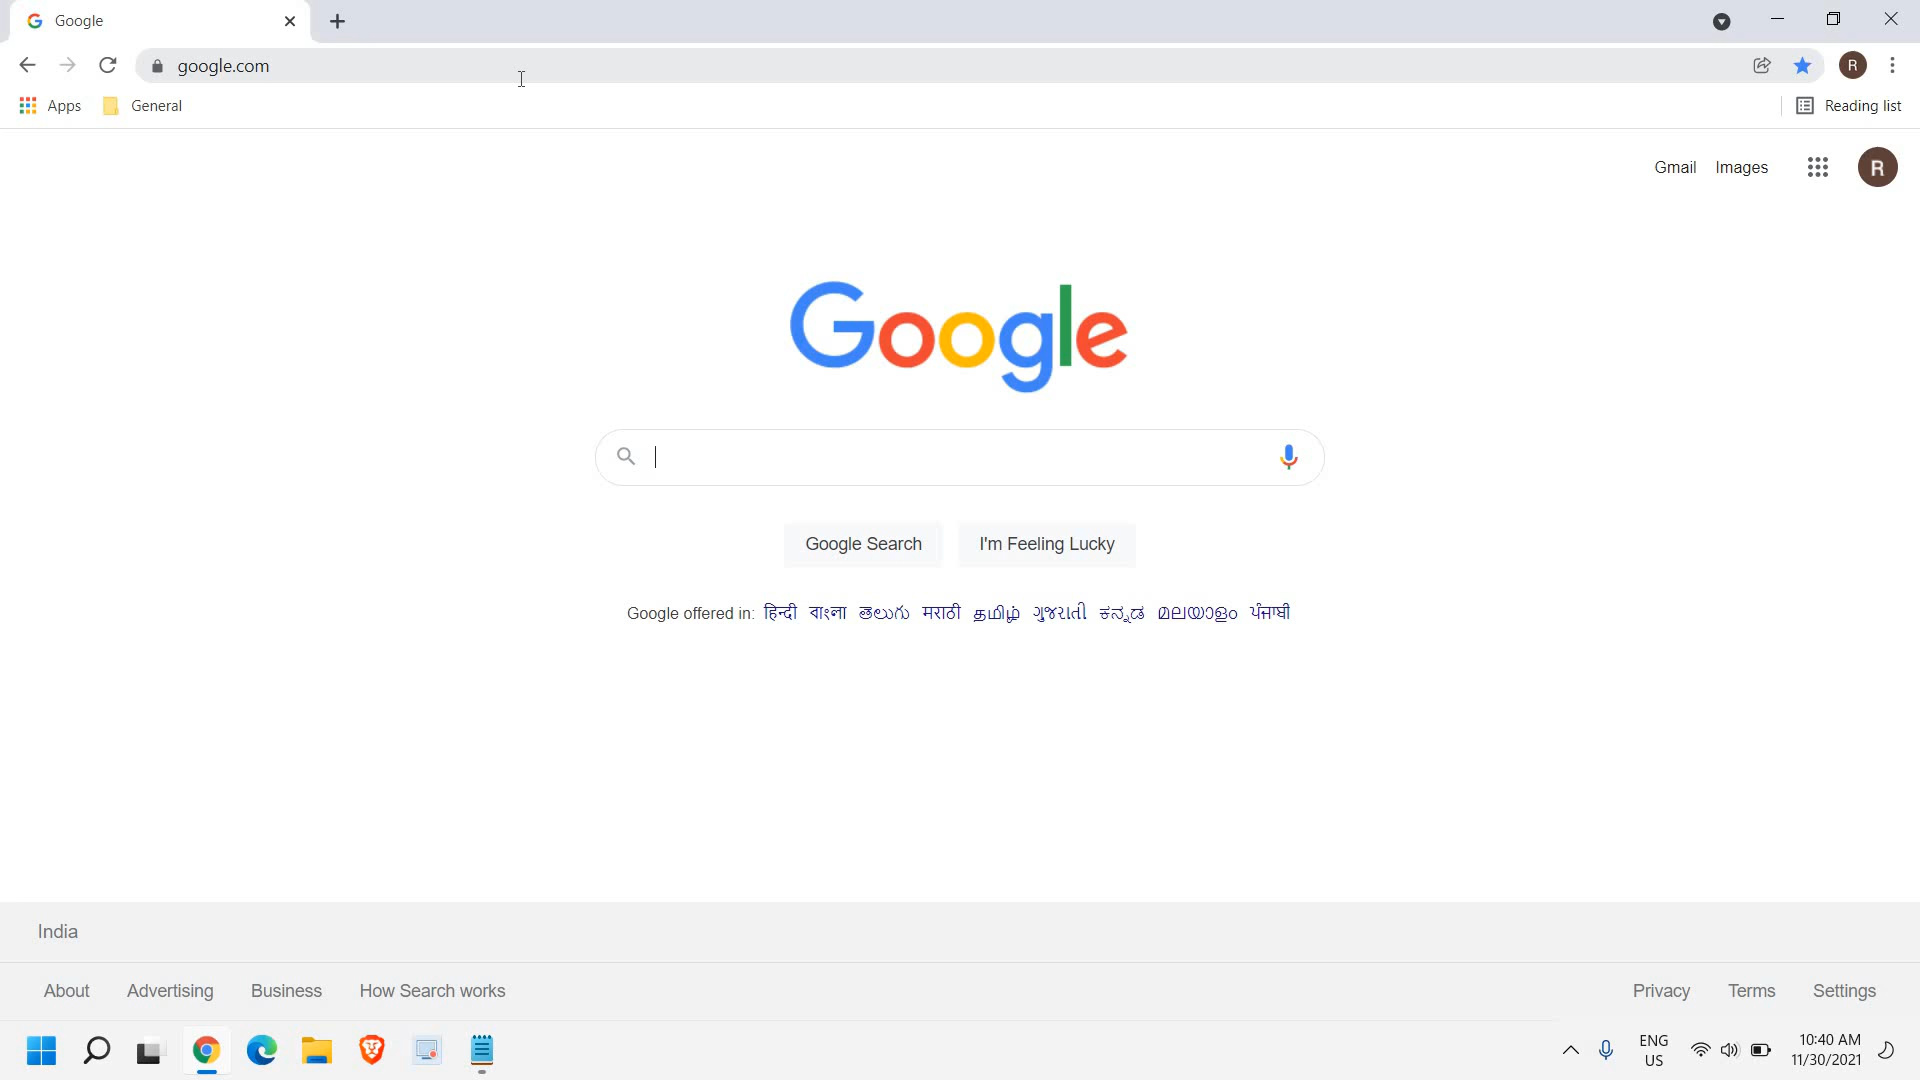 Google
google.com
R
Apps General Reading list
Gmail Images R
Google
Google Search I'm Feeling Lucky
Google offered in: हिन्दी বাংলা తెలుగు मराठी தமிழ் ગુજરાતી ಕನ್ನಡ മലയാളം ਪੰਜਾਬੀ
India
About Advertising Business How Search works Privacy Terms Settings
ENG 10:40 AM
US 11/30/2021